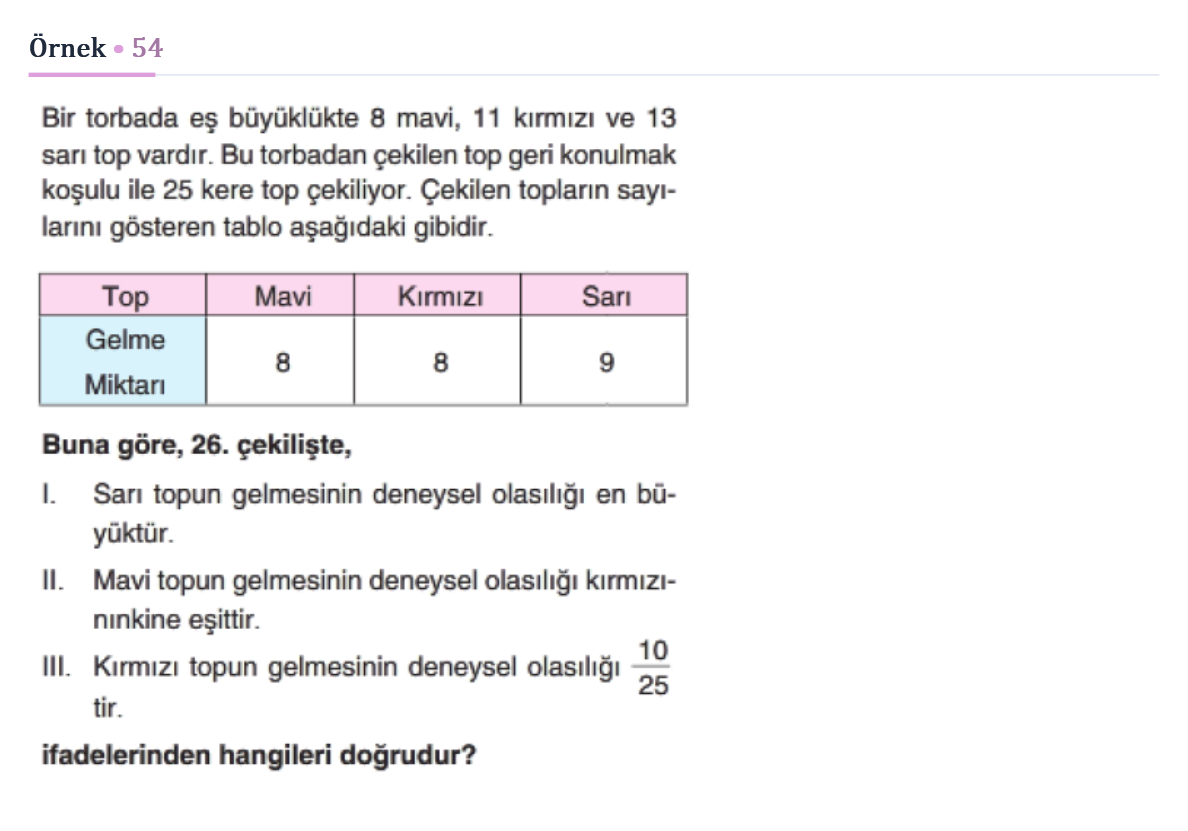 Örnek • 54
Bir torbada eş büyüklükte 8 mavi, 11 kırmızı ve 13
sarı top vardır. Bu torbadan çekilen top geri konulmak
koşulu ile 25 kere top çekiliyor. Çekilen topların sayı-
larını gösteren tablo aşağıdaki gibidir.
Top Mavi Kırmızı Sarı
Gelme
Miktarı
8 8 9
Buna göre, 26. çekilişte,
I. Sarı topun gelmesinin deneysel olasılığı en bü-
yüktür.
II. Mavi topun gelmesinin deneysel olasılığı kırmızı-
nınkine eşittir.
III. Kırmızı topun gelmesinin deneysel olasılığı 10/25
tir.
ifadelerinden hangileri doğrudur?